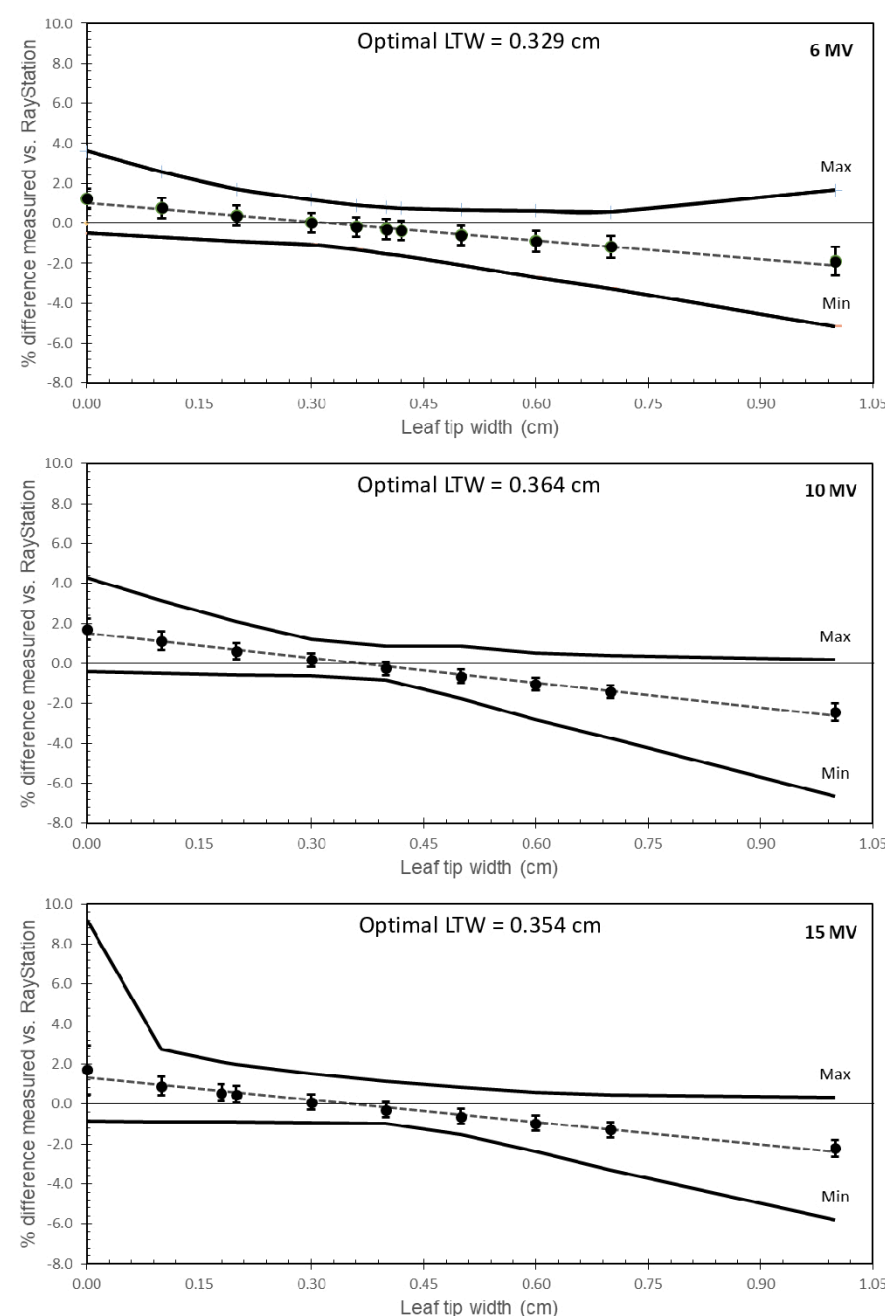 Optimal LTW = 0.329 cm
6 MV
% difference measured vs. RayStation
10.0
8.0
6.0
4.0
2.0
0.0
-2.0
-4.0
-6.0
-8.0
Max
Min
0.00 0.15 0.30 0.45 0.60 0.75 0.90 1.05
Leaf tip width (cm)
Optimal LTW = 0.364 cm
10 MV
% difference measured vs. RayStation
10.0
8.0
6.0
4.0
2.0
0.0
-2.0
-4.0
-6.0
-8.0
Max
Min
0.00 0.15 0.30 0.45 0.60 0.75 0.90 1.05
Leaf tip width (cm)
Optimal LTW = 0.354 cm
15 MV
% difference measured vs. RayStation
10.0
8.0
6.0
4.0
2.0
0.0
-2.0
-4.0
-6.0
-8.0
Max
Min
0.00 0.15 0.30 0.45 0.60 0.75 0.90 1.05
Leaf tip width (cm)